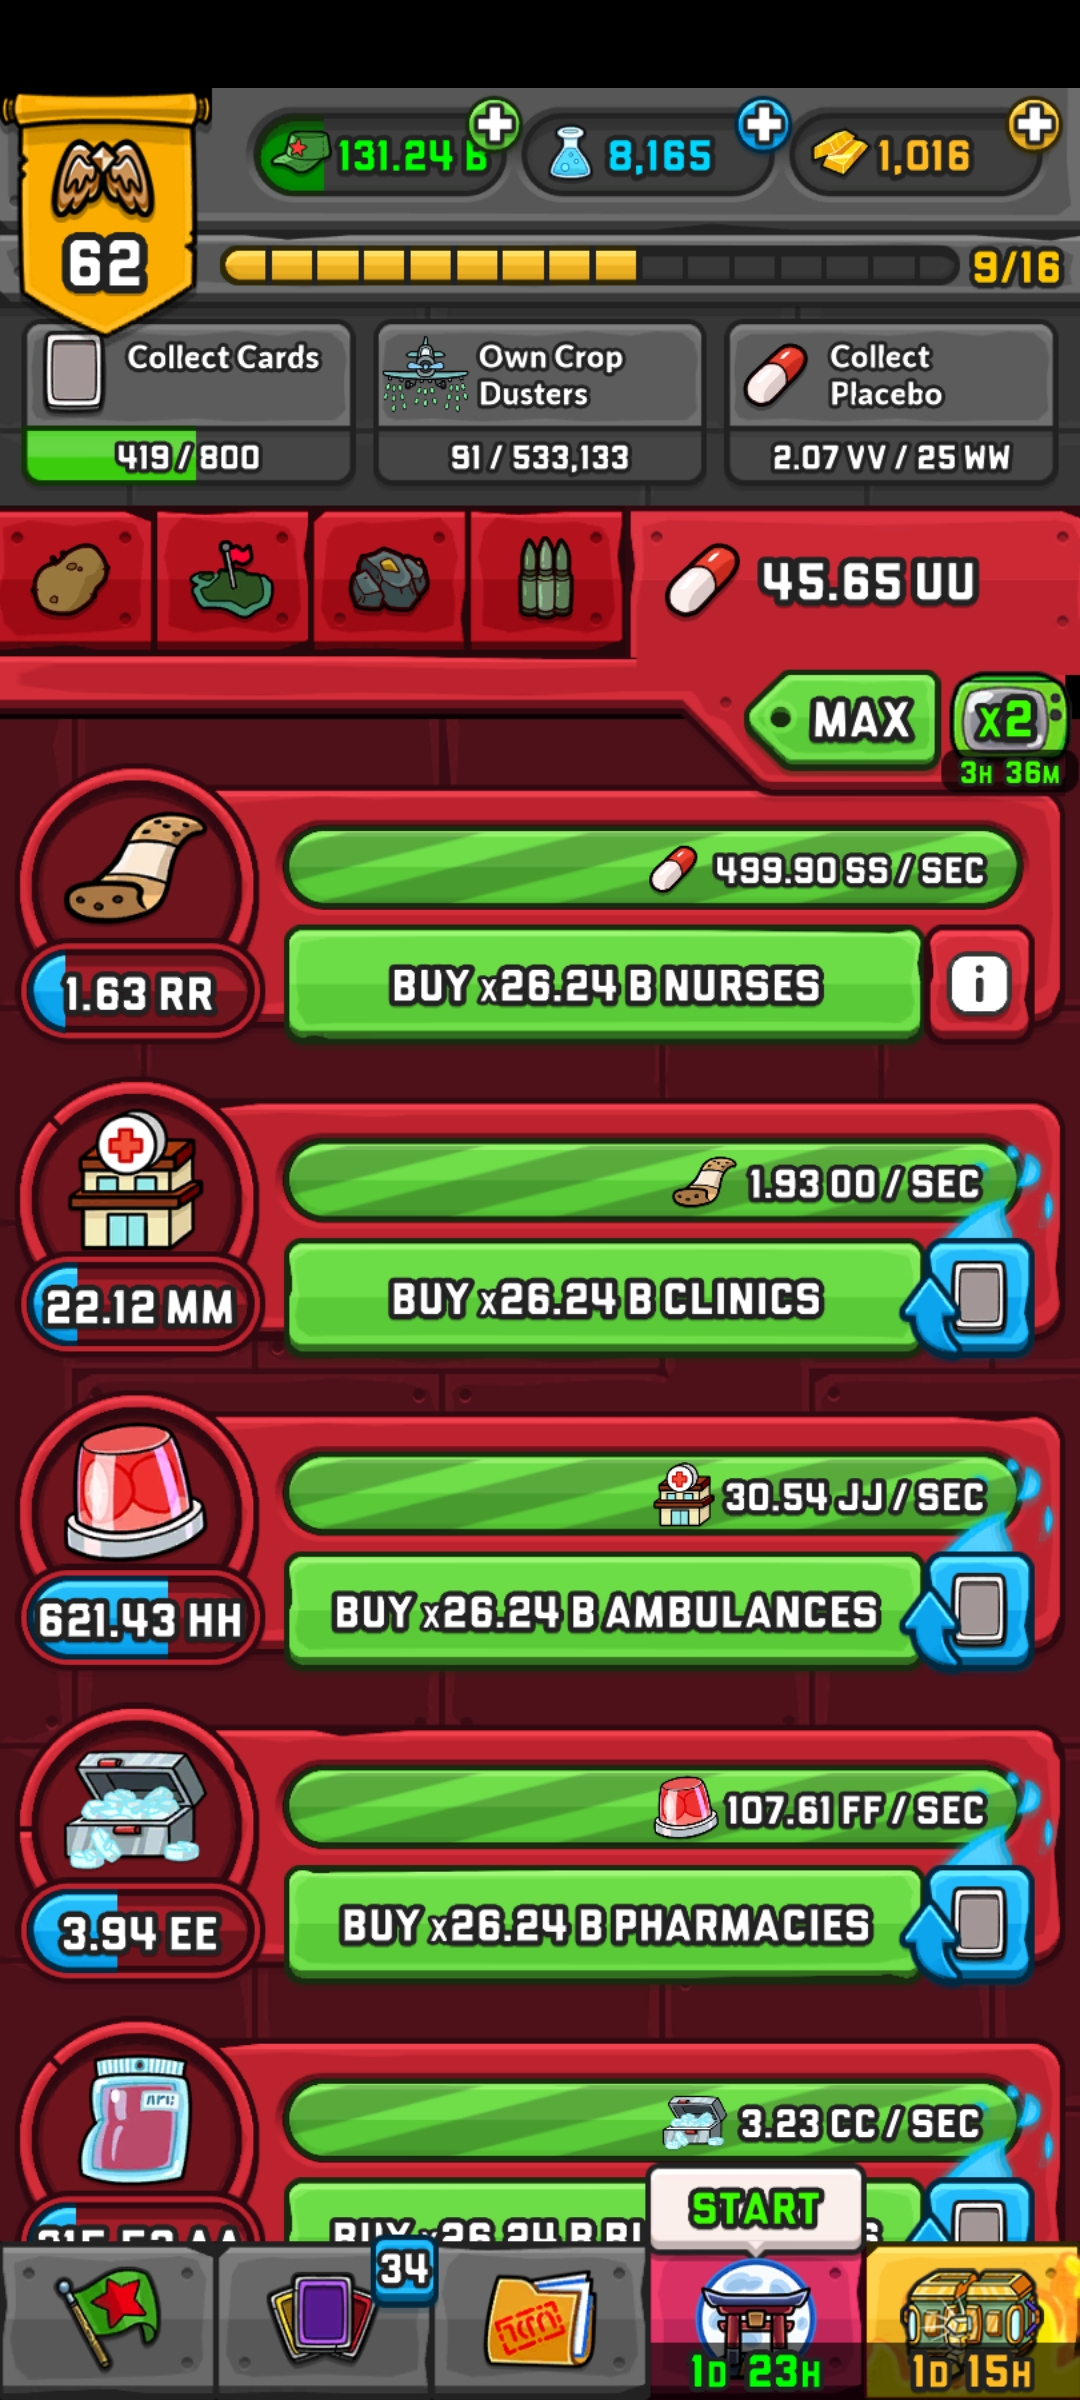 131.24 B
8,165
1,016
62
9/16
Collect Cards
419 / 800
Own Crop
Dusters
91 / 533,133
Collect
Placebo
2.07 VV / 25 WW
45.65 UU
MAX
x2
3H 36M
499.90 SS / SEC
1.63 RR
BUY x26.24 B NURSES
i
1.93 OO / SEC
22.12 MM
BUY x26.24 B CLINICS
30.54 JJ / SEC
621.43 HH
BUY x26.24 B AMBULANCES
107.61 FF / SEC
3.94 EE
BUY x26.24 B PHARMACIES
3.23 CC / SEC
BUY x26.24 B
START
34
1D 23H
1D 15H